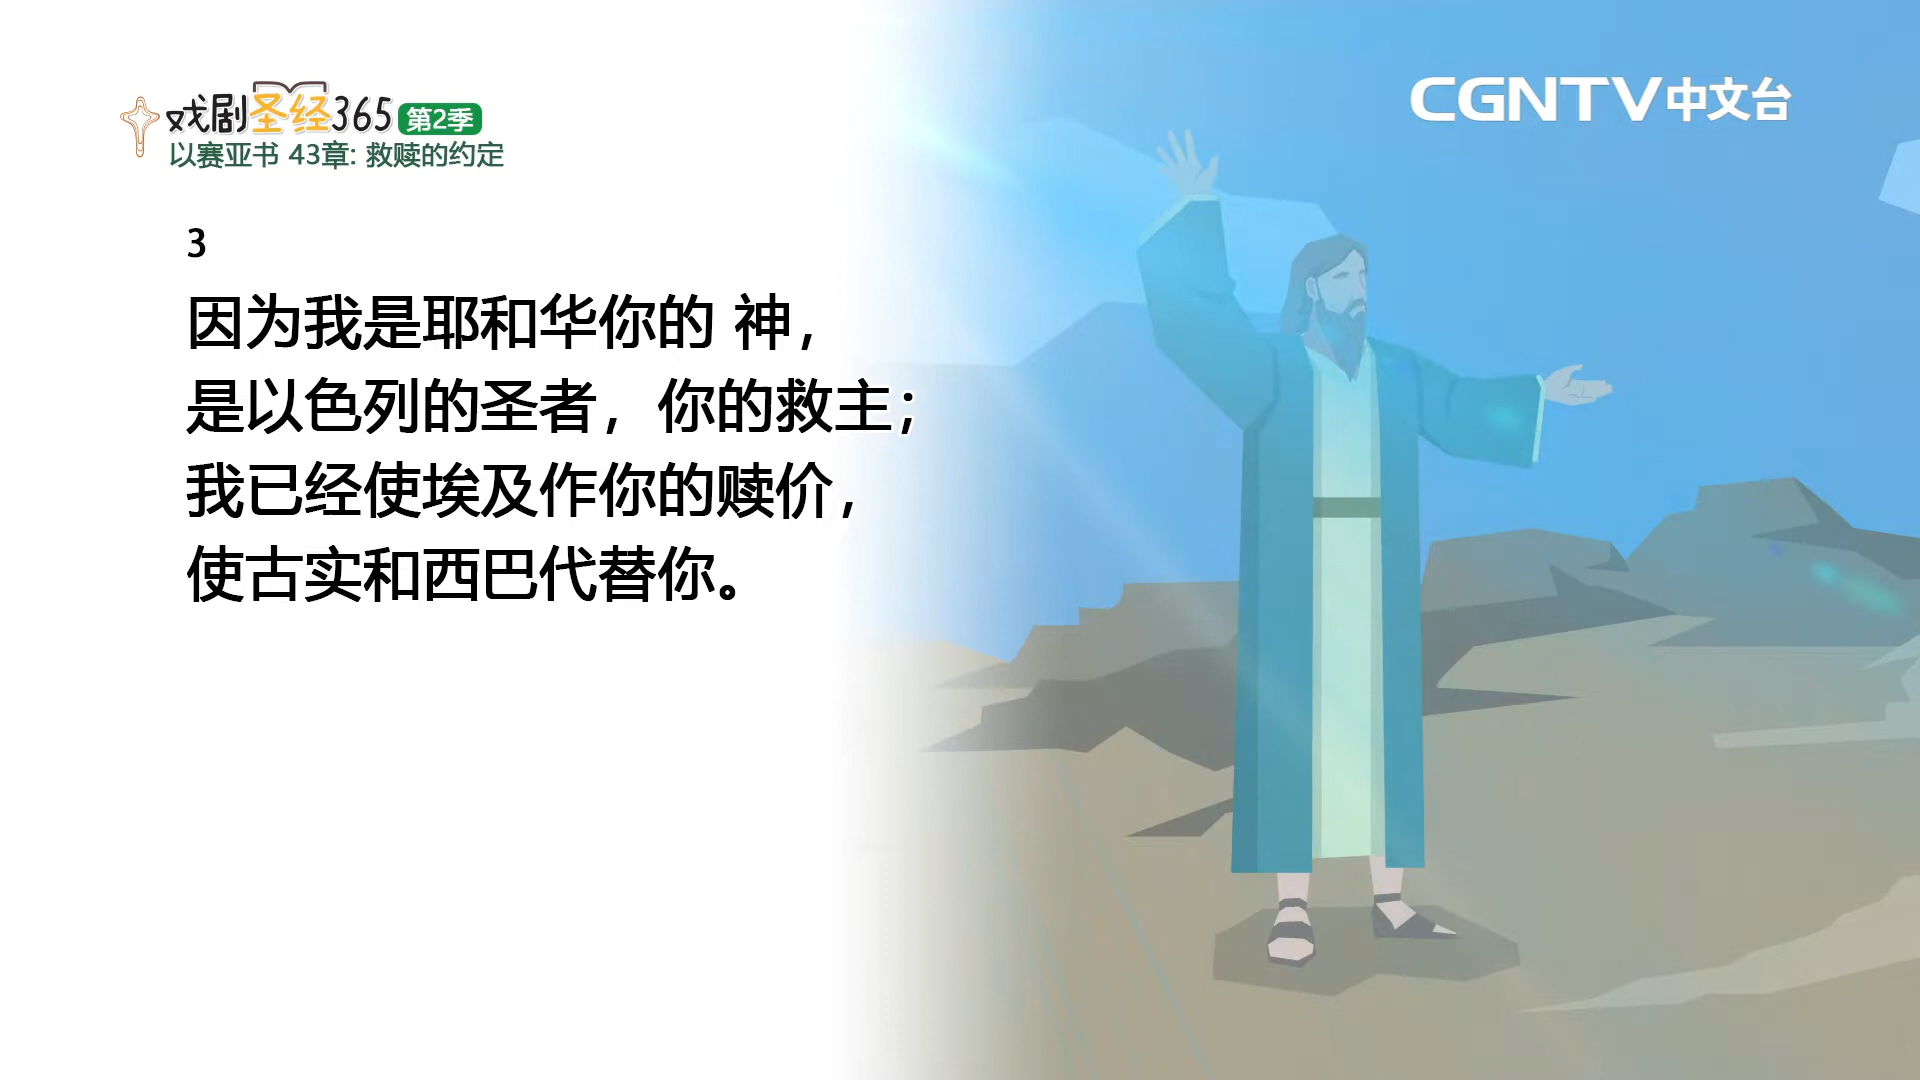 戏剧圣经365 第2季
以赛亚书 43章: 救赎的约定
CGNTV中文台
3
因为我是耶和华你的 神，
是以色列的圣者，你的救主；
我已经使埃及作你的赎价，
使古实和西巴代替你。